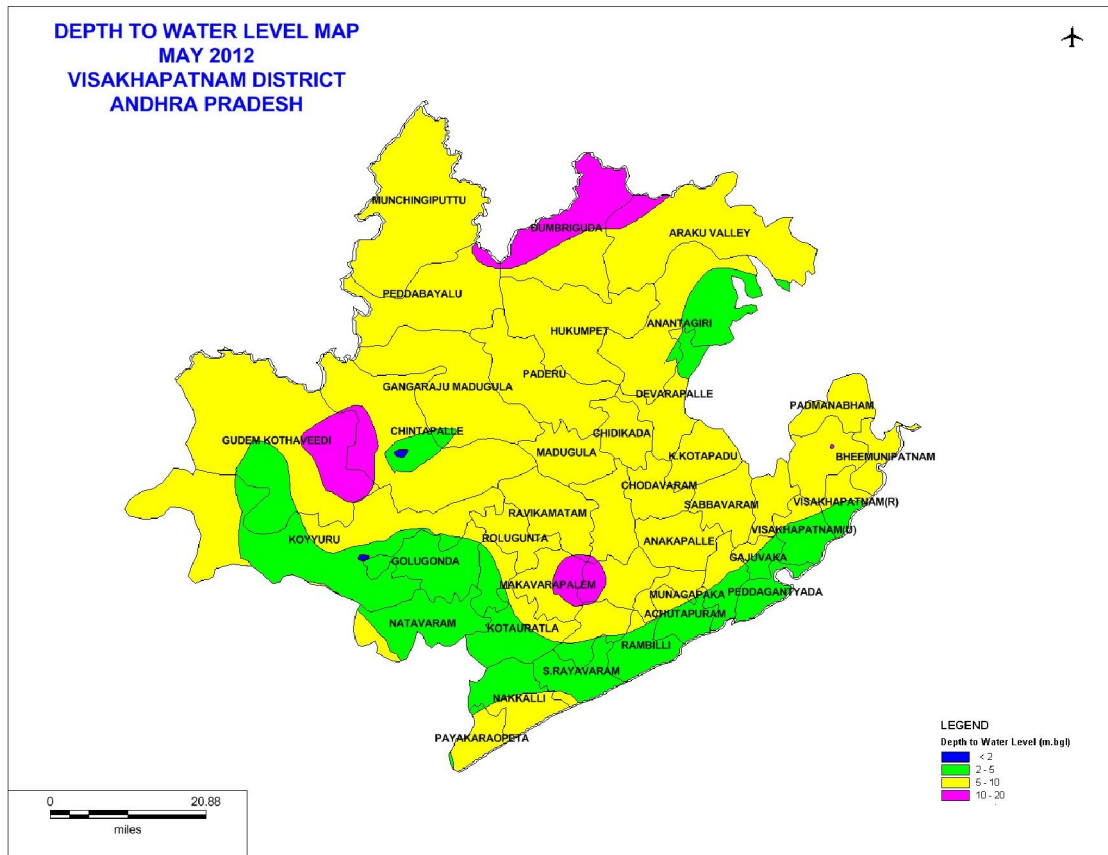 DEPTH TO WATER LEVEL MAP
MAY 2012
VISAKHAPATNAM DISTRICT
ANDHRA PRADESH
MUNCHINGIPUTTU
DUMBRIGUDA
ARAKU VALLEY
PEDDABAYALU
HUKUMPET
ANANTAGIRI
PADERU
GANGARAJU MADUGULA
DEVARAPALLE
PADMANABHAM
CHINTAPALLE
GHIDIKADA
GUDEM KOTHAVEEDI
MADUGULA
K.KOTAPADU
BHEEMUNIPATNAM
CHODAVARAM
SABBAVARAM
VISAKHAPATNAM(R)
RAVIKAMATAM
VISAKHAPATNAM(U)
KOYYURU
ROLUGUNTA
ANAKAPALLE
GOLUGONDA
GAJUVAKA
MAKAVARAPALEM
MUNAGAPAKA
PEDDAGANTYADA
ACHUTAPURAM
NATAVARAM
KOTAURATLA
RAMBILLI
S.RAYAVARAM
NAKKALLI
PAYAKARAOPETA
LEGEND
Depth to Water Level (m.bgl)
< 2
2 - 5
5 - 10
10 - 20
0 20.88
miles